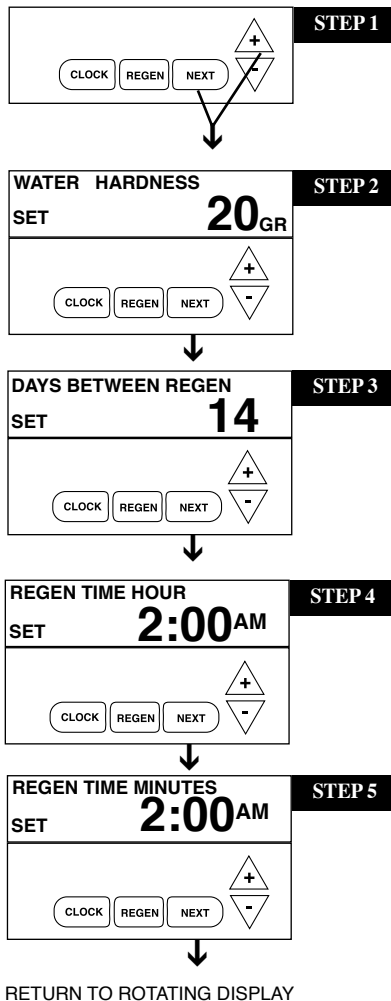 STEP 1
+
CLOCK REGEN NEXT -
WATER HARDNESS STEP 2
SET 20GR
+
CLOCK REGEN NEXT -
DAYS BETWEEN REGEN STEP 3
SET 14
+
CLOCK REGEN NEXT -
REGEN TIME HOUR STEP 4
SET 2:00AM
+
CLOCK REGEN NEXT -
REGEN TIME MINUTES STEP 5
SET 2:00AM
+
CLOCK REGEN NEXT -
RETURN TO ROTATING DISPLAY